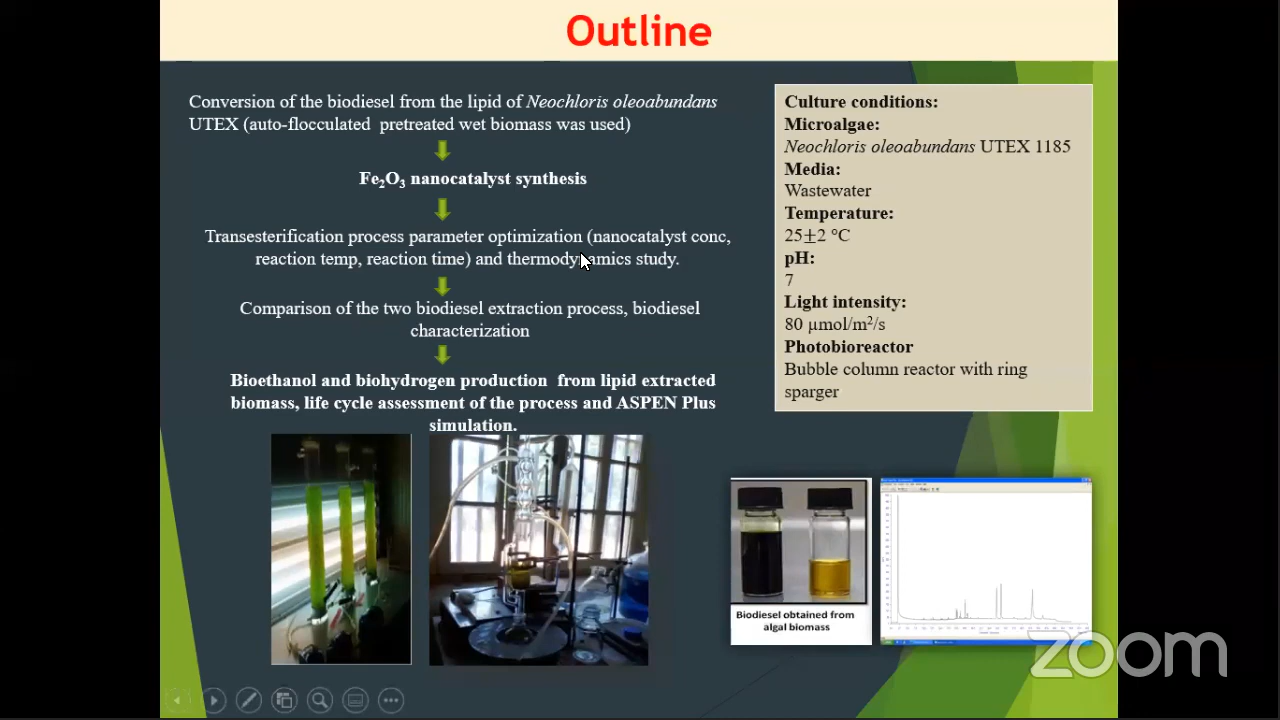 Outline
Conversion of the biodiesel from the lipid of Neochloris oleoabundans
UTEX (auto-flocculated pretreated wet biomass was used)
Fe₂O₃ nanocatalyst synthesis
Transesterification process parameter optimization (nanocatalyst conc,
reaction temp, reaction time) and thermodynamics study.
Comparison of the two biodiesel extraction process, biodiesel
characterization
Bioethanol and biohydrogen production from lipid extracted
biomass, life cycle assessment of the process and ASPEN Plus
simulation.
Culture conditions:
Microalgae:
Neochloris oleoabundans UTEX 1185
Media:
Wastewater
Temperature:
25±2 °C
pH:
7
Light intensity:
80 µmol/m²/s
Photobioreactor
Bubble column reactor with ring
sparger
Biodiesel obtained from
algal biomass
zoom